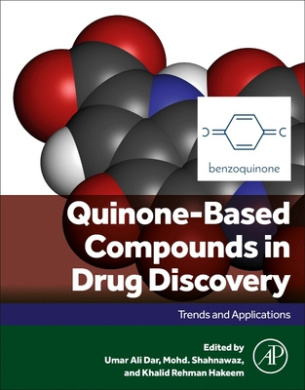 benzoquinone
Quinone-Based
Compounds in
Drug Discovery
Trends and Applications
Edited by
Umar Ali Dar, Mohd. Shahnawaz,
and Khalid Rehman Hakeem
AP